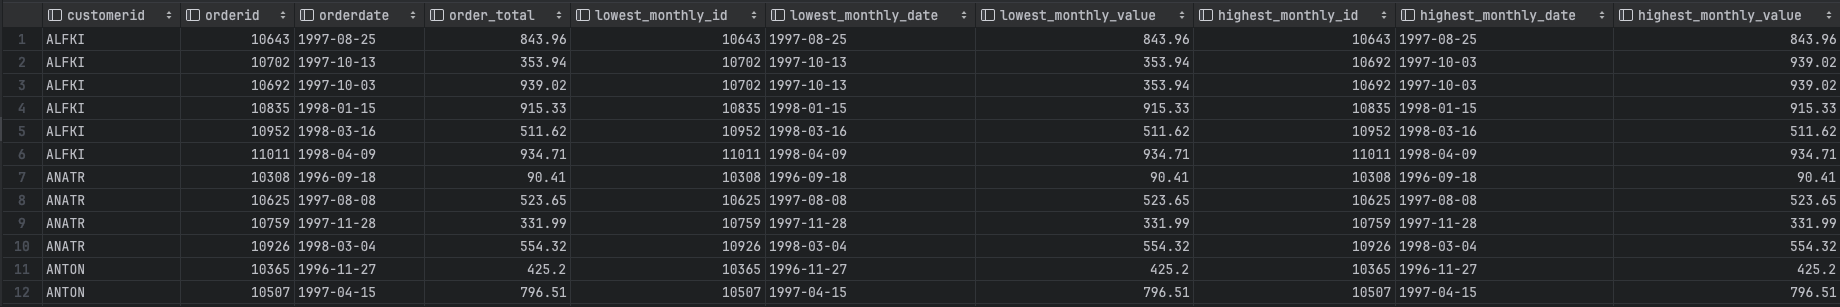 customerid orderid orderdate order_total lowest_monthly_id lowest_monthly_date lowest_monthly_value highest_monthly_id highest_monthly_date highest_monthly_value
1 ALFKI 10643 1997-08-25 843.96 10643 1997-08-25 843.96 10643 1997-08-25 843.96
2 ALFKI 10702 1997-10-13 353.94 10702 1997-10-13 353.94 10692 1997-10-03 939.02
3 ALFKI 10692 1997-10-03 939.02 10702 1997-10-13 353.94 10692 1997-10-03 939.02
4 ALFKI 10835 1998-01-15 915.33 10835 1998-01-15 915.33 10835 1998-01-15 915.33
5 ALFKI 10952 1998-03-16 511.62 10952 1998-03-16 511.62 10952 1998-03-16 511.62
6 ALFKI 11011 1998-04-09 934.71 11011 1998-04-09 934.71 11011 1998-04-09 934.71
7 ANATR 10308 1996-09-18 90.41 10308 1996-09-18 90.41 10308 1996-09-18 90.41
8 ANATR 10625 1997-08-08 523.65 10625 1997-08-08 523.65 10625 1997-08-08 523.65
9 ANATR 10759 1997-11-28 331.99 10759 1997-11-28 331.99 10759 1997-11-28 331.99
10 ANATR 10926 1998-03-04 554.32 10926 1998-03-04 554.32 10926 1998-03-04 554.32
11 ANTON 10365 1996-11-27 425.2 10365 1996-11-27 425.2 10365 1996-11-27 425.2
12 ANTON 10507 1997-04-15 796.51 10507 1997-04-15 796.51 10507 1997-04-15 796.51